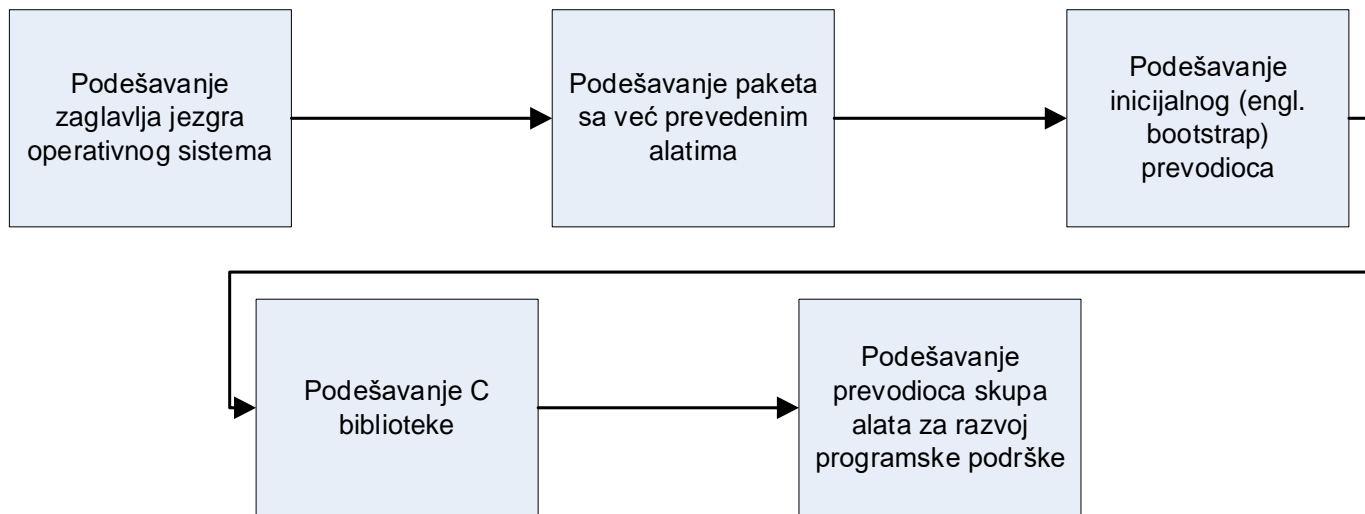 Podešavanje
zaglavlja jezgra
operativnog sistema
Podešavanje paketa
sa već prevedenim
alatima
Podešavanje
inicijalnog (engl.
bootstrap)
prevodioca
Podešavanje C
biblioteke
Podešavanje
prevodioca skupa
alata za razvoj
programske podrške